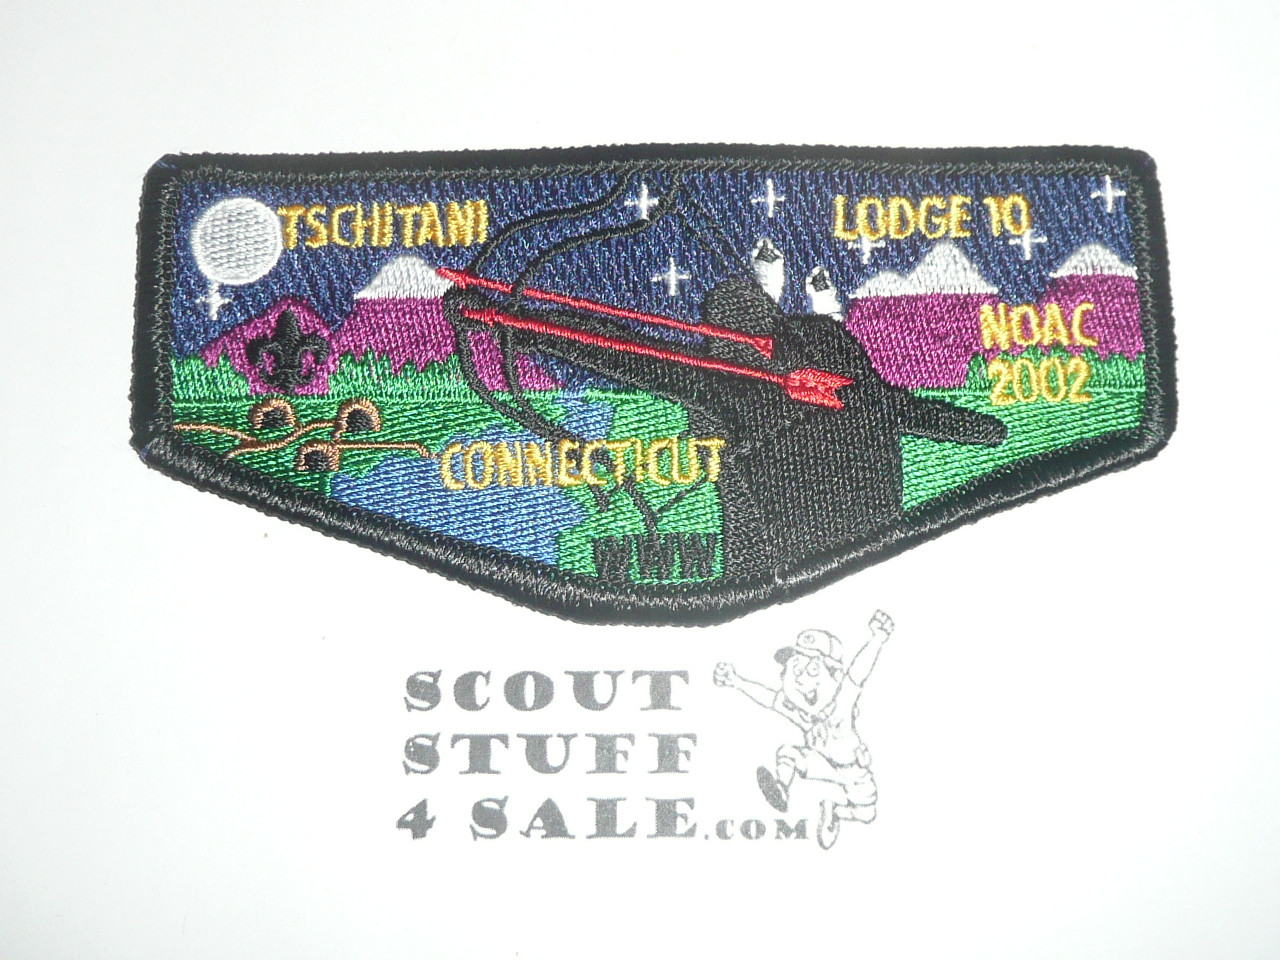 TSCHITANI
LODGE 10
NOAC
2002
CONNECTICUT
WWW
SCOUT
STUFF
4 SALE.COM